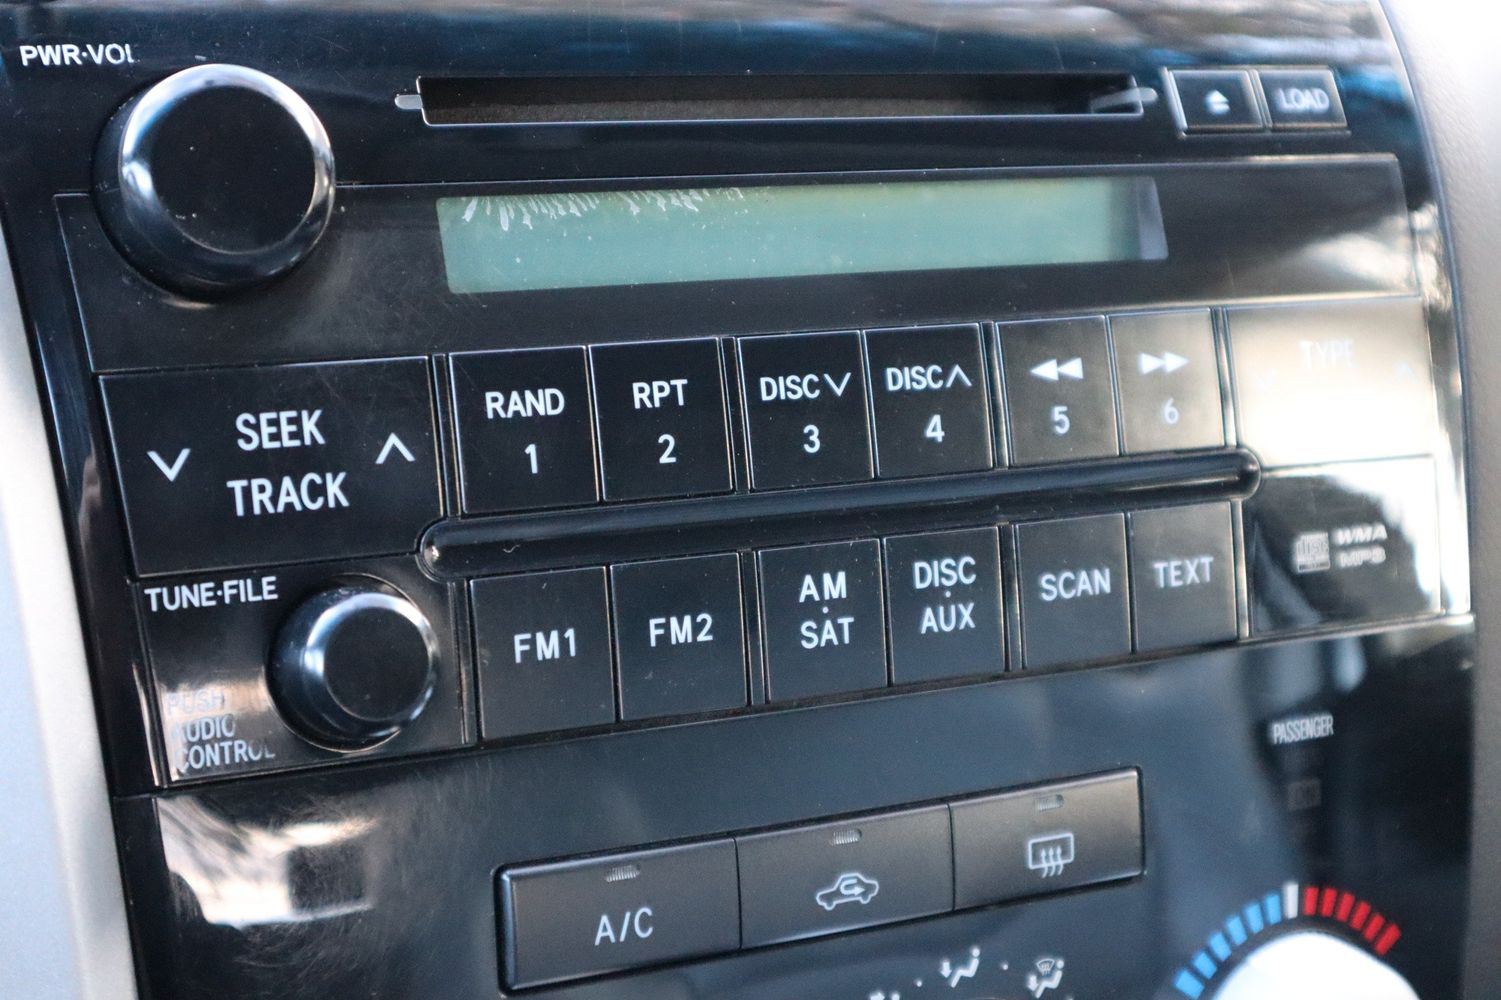 PWR·VOL
LOAD
SEEK
TRACK
RAND
1
RPT
2
DISC
3
DISC
4
5
6
TYPE
TUNE·FILE
PUSH
AUDIO
CONTROL
FM1
FM2
AM
SAT
DISC
AUX
SCAN
TEXT
WMA
MP3
PASSENGER
A/C